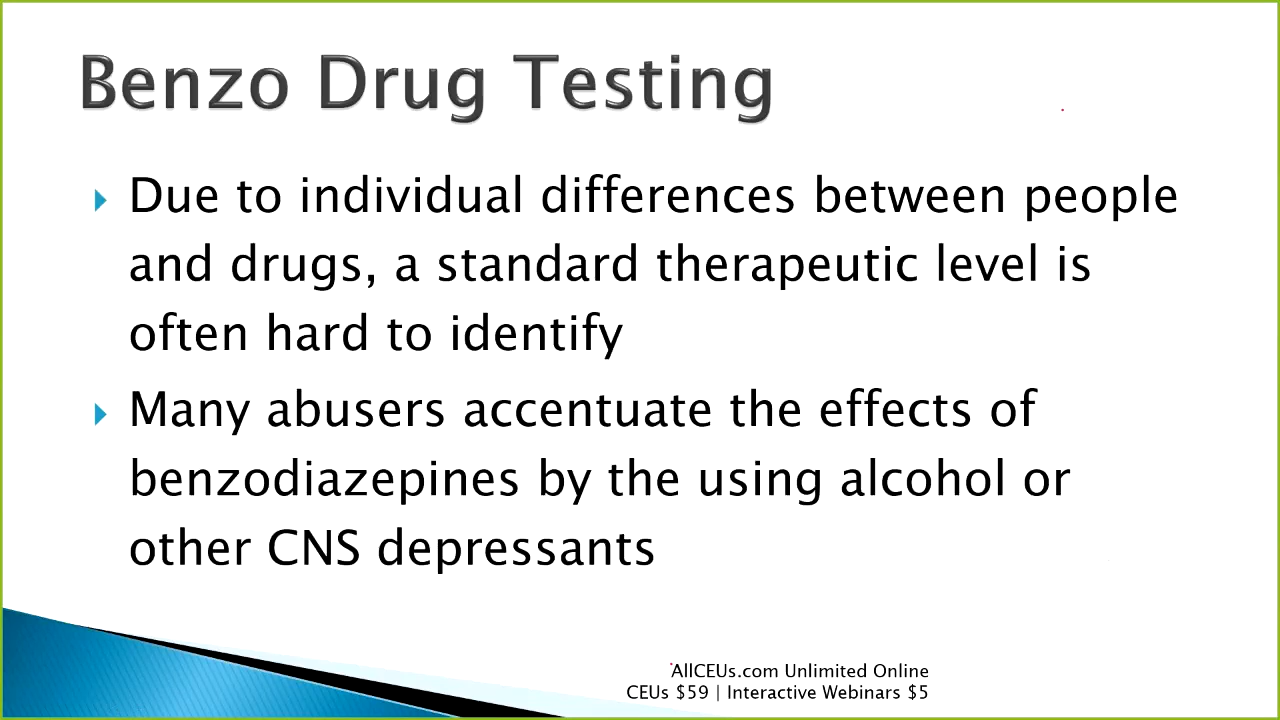 Benzo Drug Testing
Due to individual differences between people
and drugs, a standard therapeutic level is
often hard to identify
Many abusers accentuate the effects of
benzodiazepines by the using alcohol or
other CNS depressants
AllCEUs.com Unlimited Online
CEUs $59 | Interactive Webinars $5